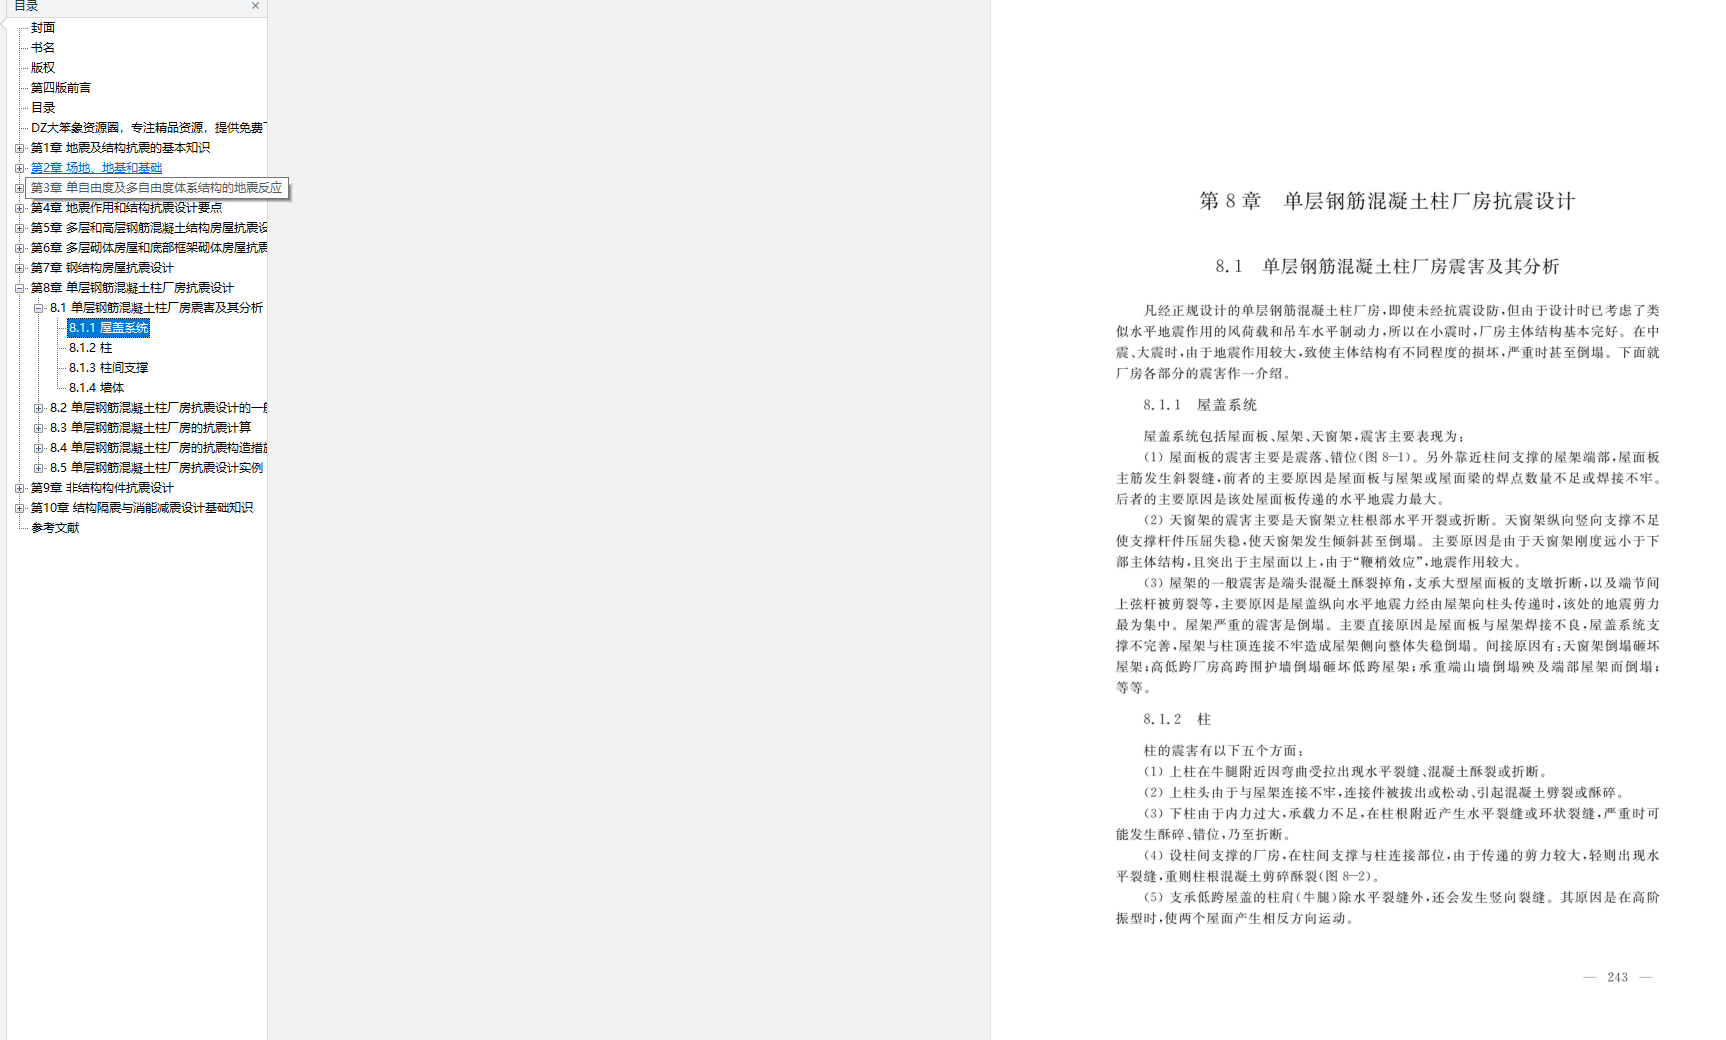 目录
封面
书名
版权
第四版前言
目录
DZ大笨象资源圈，专注精品资源，提供免费
第1章 地震及结构抗震的基本知识
第2章 场地、地基和基础
第3章 单自由度及多自由度体系结构的地震反应
第4章 地震作用和结构抗震设计要点
第5章 多层和高层钢筋混凝土结构房屋抗震设
第6章 多层砌体房屋和底部框架砌体房屋抗震
第7章 钢结构房屋抗震设计
第8章 单层钢筋混凝土柱厂房抗震设计
8.1 单层钢筋混凝土柱厂房震害及其分析
8.1.1 屋盖系统
8.1.2 柱
8.1.3 柱间支撑
8.1.4 墙体
8.2 单层钢筋混凝土柱厂房抗震设计的一般
8.3 单层钢筋混凝土柱厂房的抗震计算
8.4 单层钢筋混凝土柱厂房的抗震构造措施
8.5 单层钢筋混凝土柱厂房抗震设计实例
第9章 非结构构件抗震设计
第10章 结构隔震与消能减震设计基础知识
参考文献
第 8 章　单层钢筋混凝土柱厂房抗震设计
8.1　单层钢筋混凝土柱厂房震害及其分析
凡经正规设计的单层钢筋混凝土柱厂房,即使未经抗震设防,但由于设计时已考虑了类
似水平地震作用的风荷载和吊车水平制动力,所以在小震时,厂房主体结构基本完好。在中
震、大震时,由于地震作用较大,致使主体结构有不同程度的损坏,严重时甚至倒塌。下面就
厂房各部分的震害作一介绍。
8.1.1　屋盖系统
屋盖系统包括屋面板、屋架、天窗架,震害主要表现为:
(1) 屋面板的震害主要是震落、错位(图 8—1)。另外靠近柱间支撑的屋架端部,屋面板
主筋发生斜裂缝,前者的主要原因是屋面板与屋架或屋面梁的焊点数量不足或焊接不牢。
后者的主要原因是该处屋面板传递的水平地震力最大。
(2) 天窗架的震害主要是天窗架立柱根部水平开裂或折断。天窗架纵向竖向支撑不足
使支撑杆件压屈失稳,使天窗架发生倾斜甚至倒塌。主要原因是由于天窗架刚度远小于下
部主体结构,且突出于主屋面以上,由于“鞭梢效应”,地震作用较大。
(3) 屋架的一般震害是端头混凝土酥裂掉角,支承大型屋面板的支墩折断,以及端节间
上弦杆被剪裂等,主要原因是屋盖纵向水平地震力经由屋架向柱头传递时,该处的地震剪力
最为集中。屋架严重的震害是倒塌。主要直接原因是屋面板与屋架焊接不良,屋盖系统支
撑不完善,屋架与柱顶连接不牢造成屋架侧向整体失稳倒塌。间接原因有:天窗架倒塌砸坏
屋架;高低跨厂房高跨围护墙倒塌砸坏低跨屋架;承重端山墙倒塌殃及端部屋架而倒塌;
等等。
8.1.2　柱
柱的震害有以下五个方面:
(1) 上柱在牛腿附近因弯曲受拉出现水平裂缝、混凝土酥裂或折断。
(2) 上柱头由于与屋架连接不牢,连接件被拔出或松动、引起混凝土劈裂或酥碎。
(3) 下柱由于内力过大,承载力不足,在柱根附近产生水平裂缝或环状裂缝,严重时可
能发生酥碎、错位,乃至折断。
(4) 设柱间支撑的厂房,在柱间支撑与柱连接部位,由于传递的剪力较大,轻则出现水
平裂缝,重则柱根混凝土剪碎酥裂(图 8—2)。
(5) 支承低跨屋盖的柱肩(牛腿)除水平裂缝外,还会发生竖向裂缝。其原因是在高阶
振型时,使两个屋面产生相反方向运动。
— 243 —